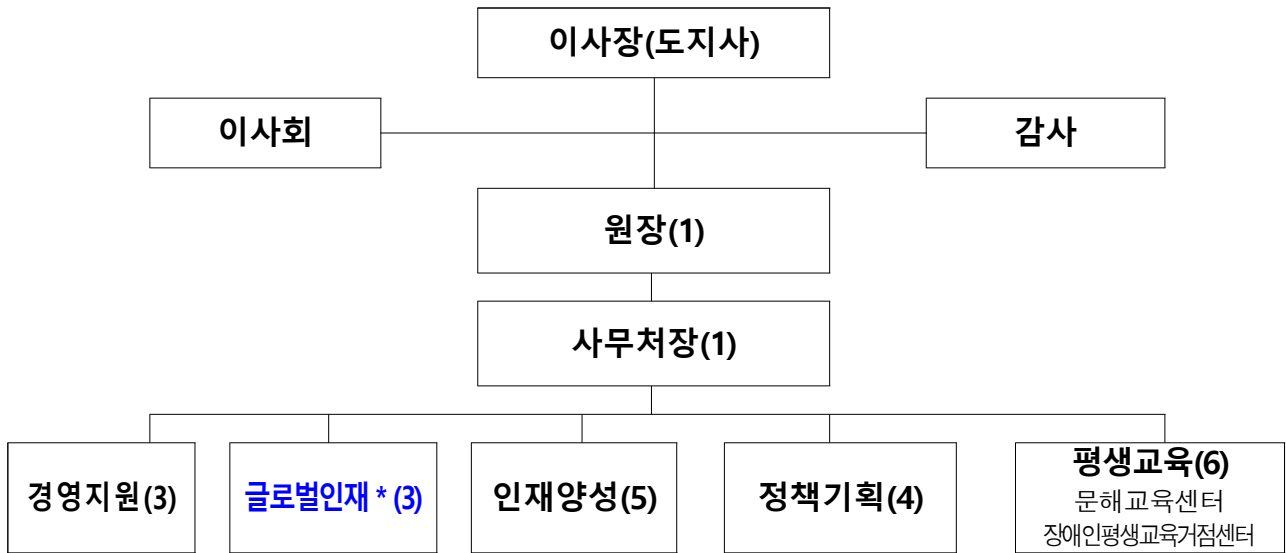 이사장(도지사)
이사회
감사
원장(1)
사무처장(1)
경영지원(3)
글로벌인재 * (3)
인재양성(5)
정책기획(4)
평생교육(6)
문해교육센터
장애인평생교육거점센터